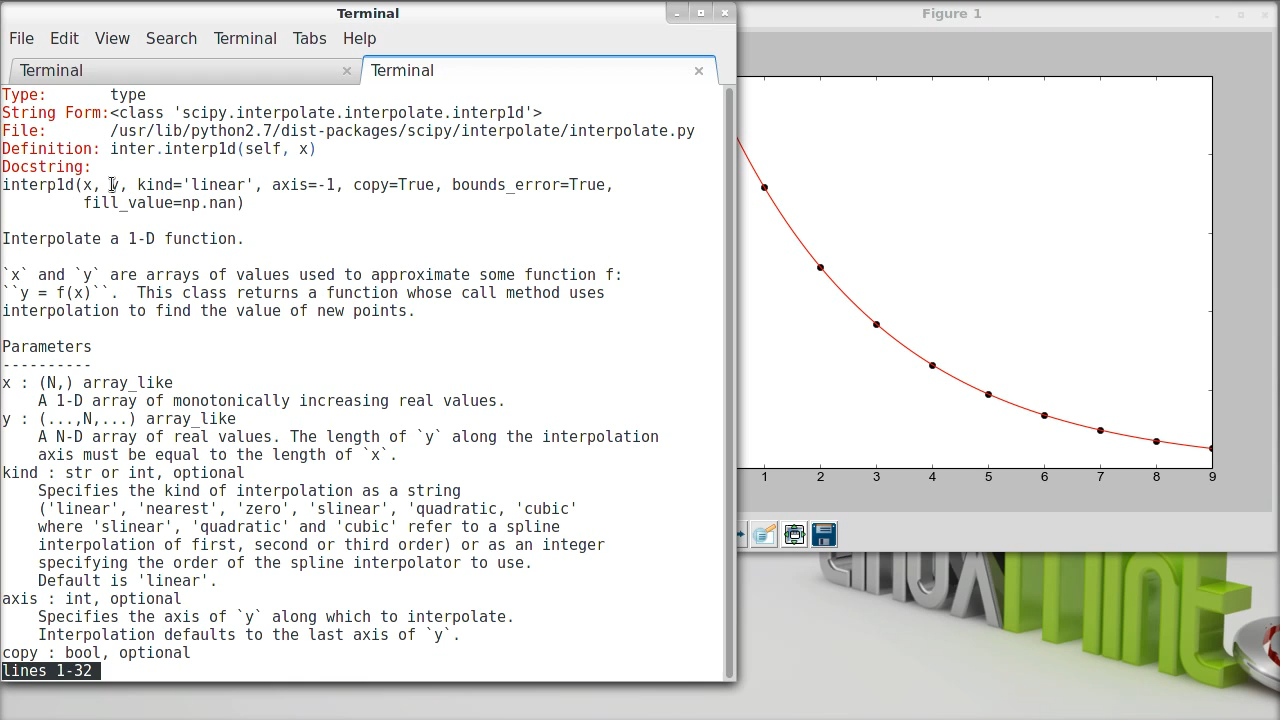 Terminal
File Edit View Search Terminal Tabs Help
Terminal
Terminal
Type: type
String Form:<class 'scipy.interpolate.interpolate.interp1d'>
File: /usr/lib/python2.7/dist-packages/scipy/interpolate/interpolate.py
Definition: inter.interp1d(self, x)
Docstring:
interp1d(x, y, kind='linear', axis=-1, copy=True, bounds_error=True,
fill_value=np.nan)
Interpolate a 1-D function.
`x` and `y` are arrays of values used to approximate some function f:
``y = f(x)``. This class returns a function whose call method uses
interpolation to find the value of new points.
Parameters
----------
x : (N,) array_like
A 1-D array of monotonically increasing real values.
y : (...,N,...) array_like
A N-D array of real values. The length of `y` along the interpolation
axis must be equal to the length of `x`.
kind : str or int, optional
Specifies the kind of interpolation as a string
('linear', 'nearest', 'zero', 'slinear', 'quadratic, 'cubic'
where 'slinear', 'quadratic' and 'cubic' refer to a spline
interpolation of first, second or third order) or as an integer
specifying the order of the spline interpolator to use.
Default is 'linear'.
axis : int, optional
Specifies the axis of `y` along which to interpolate.
Interpolation defaults to the last axis of `y`.
copy : bool, optional
lines 1-32
Figure 1
1 2 3 4 5 6 7 8 9
Linux
Mint